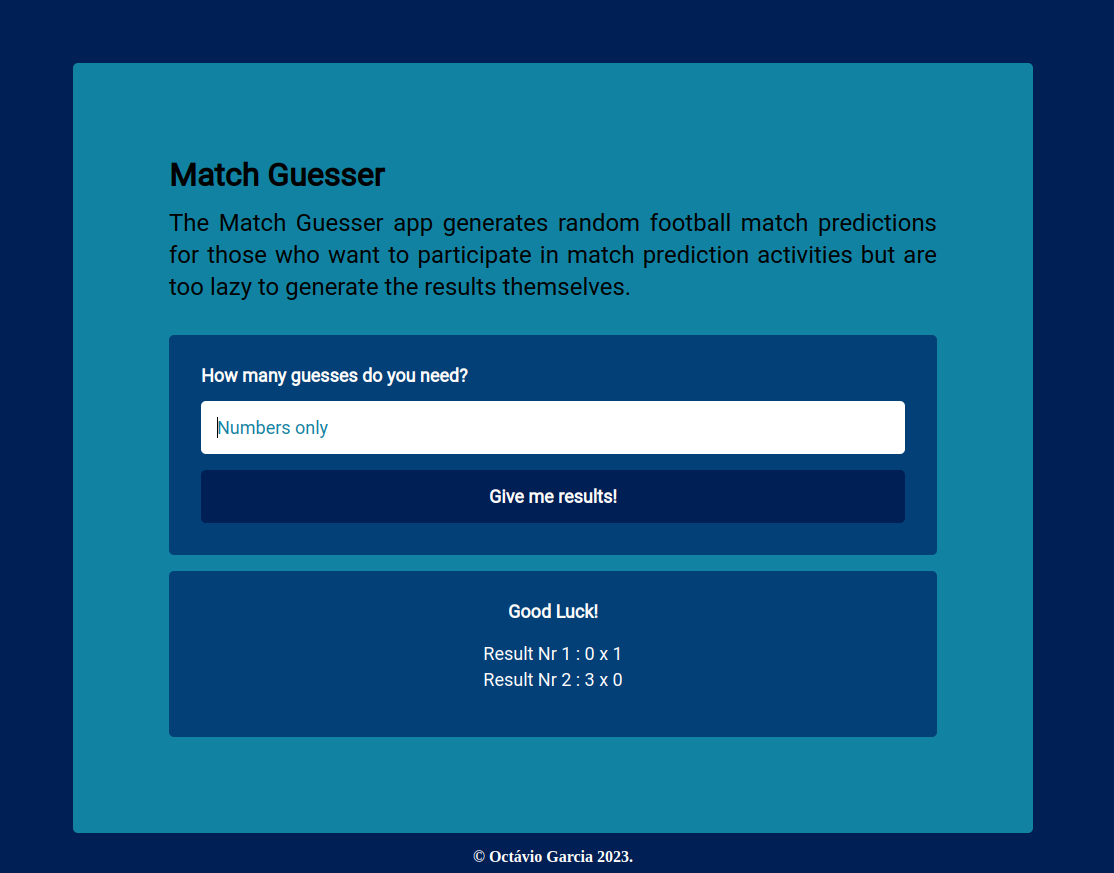 Match Guesser
The Match Guesser app generates random football match predictions
for those who want to participate in match prediction activities but are
too lazy to generate the results themselves.
How many guesses do you need?
Numbers only
Give me results!
Good Luck!
Result Nr 1 : 0 x 1
Result Nr 2 : 3 x 0
© Octávio Garcia 2023.